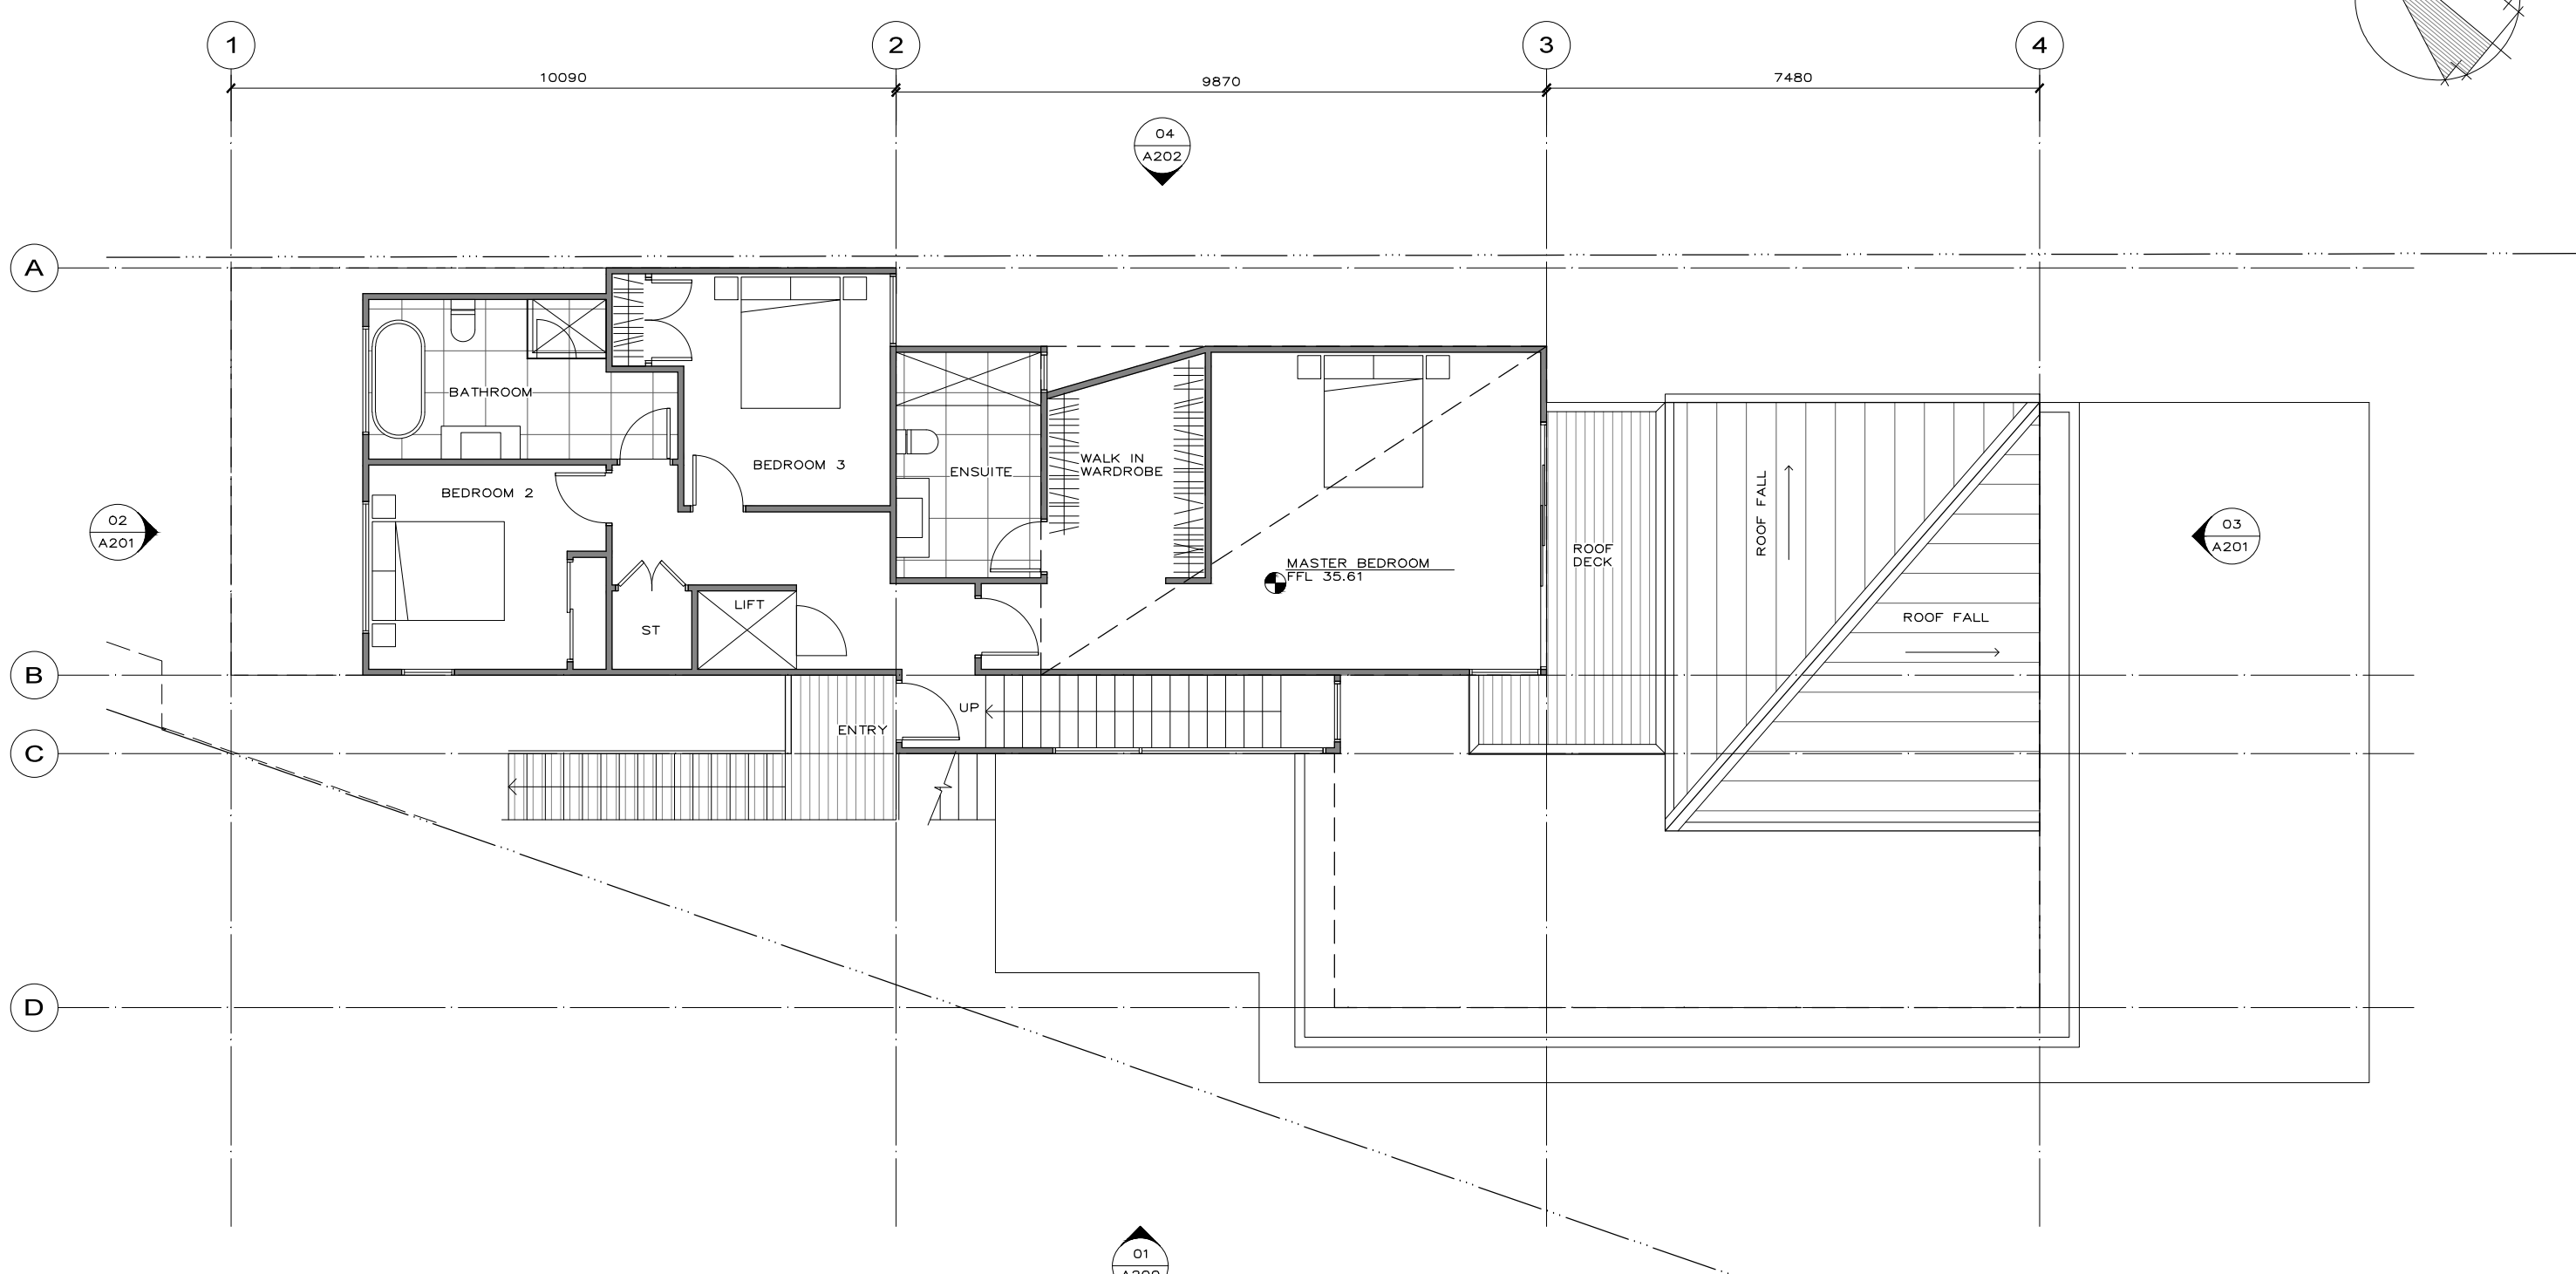 1
2
3
4
10090
9870
7480
04
A202
A
BATHROOM
BEDROOM 3
BEDROOM 2
ENSUITE
WALK IN
WARDROBE
ROOF FALL
02
A201
03
A201
ROOF
DECK
MASTER BEDROOM
FFL 35.61
LIFT
ST
ROOF FALL
B
UP
ENTRY
C
D
01